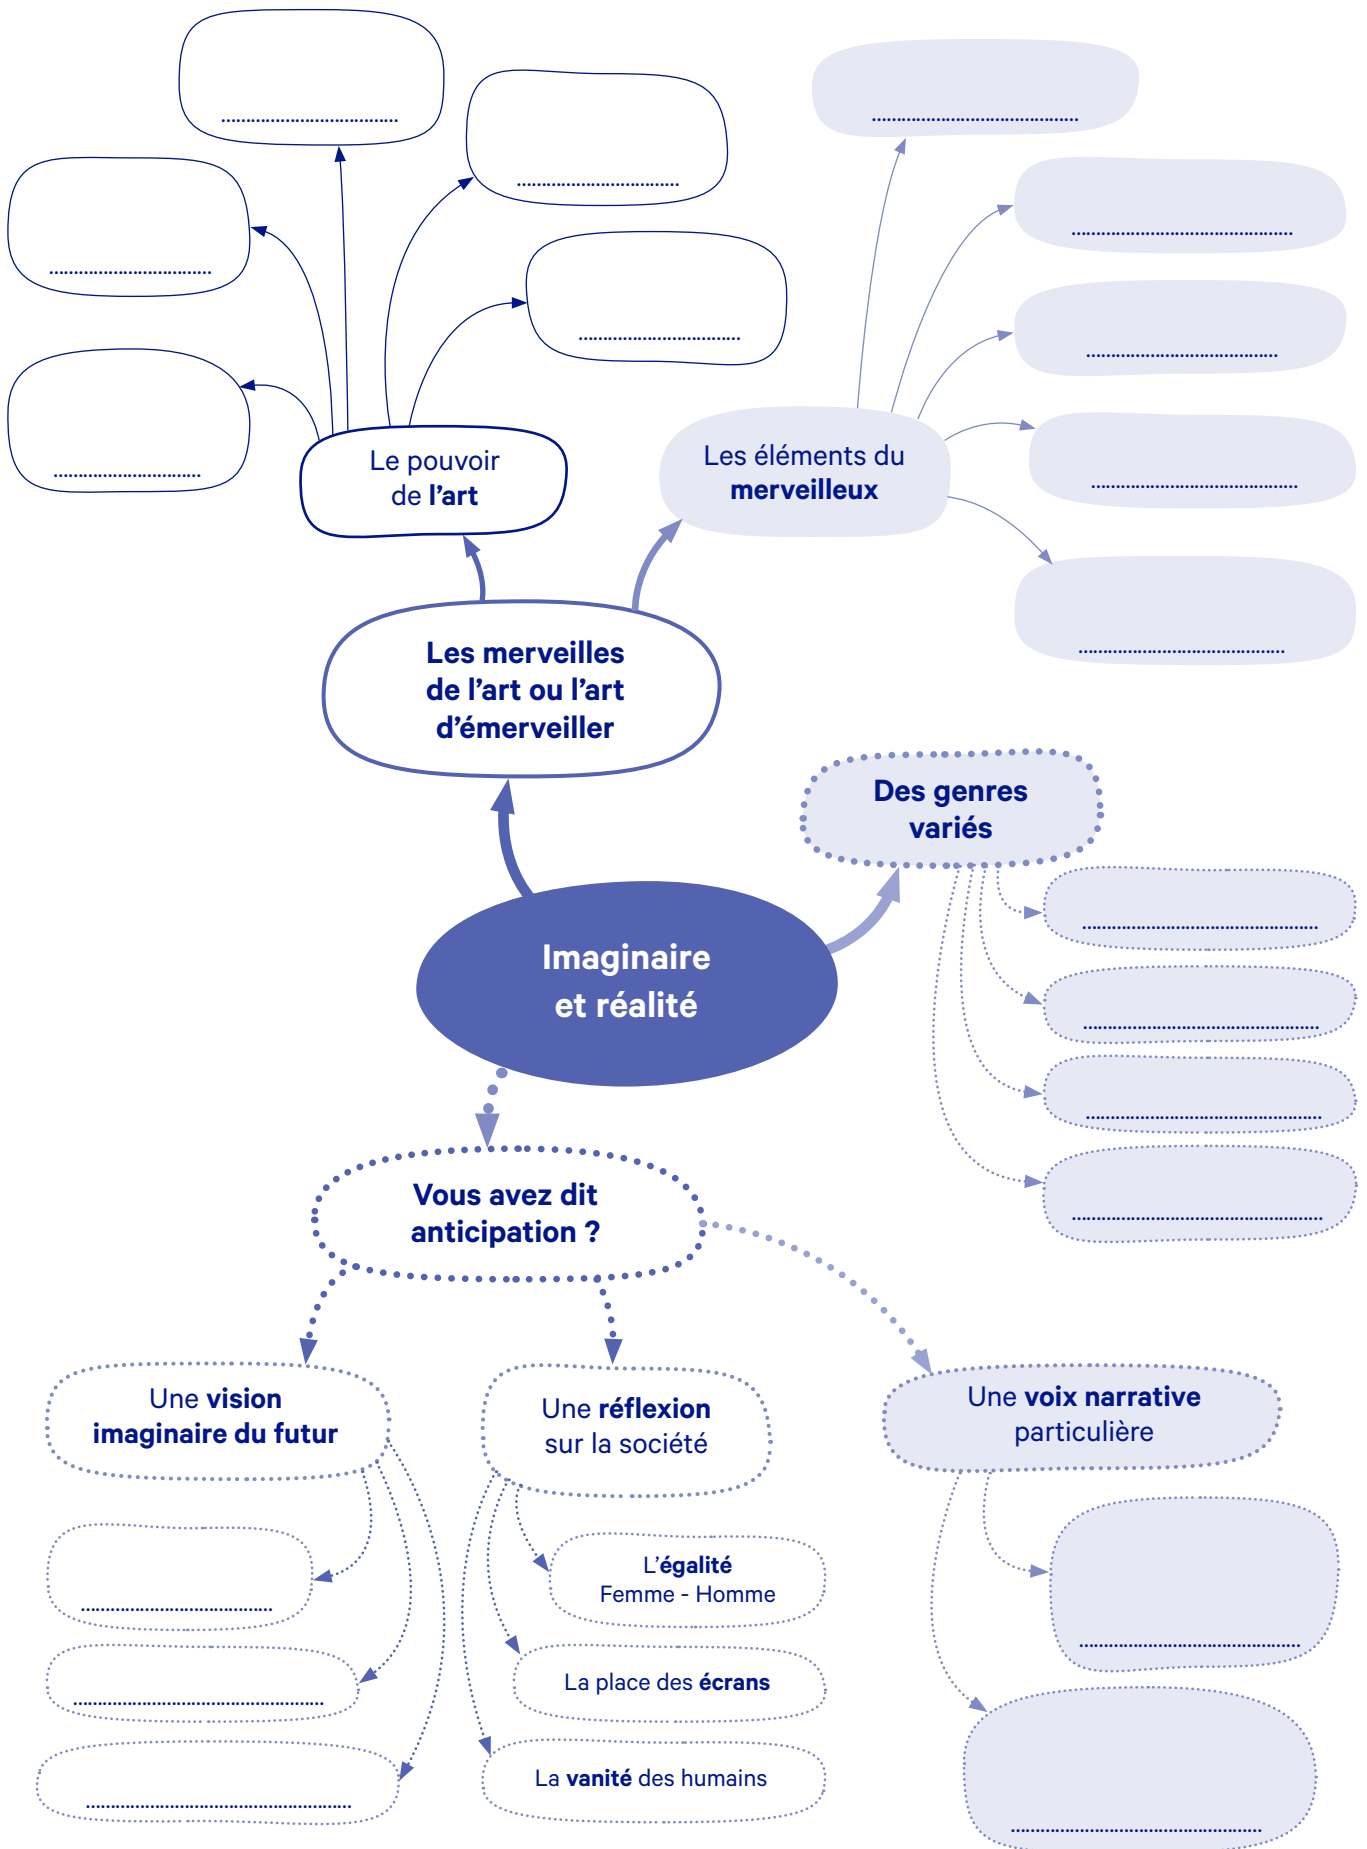 Le pouvoir
de l’art
Les éléments du
merveilleux
Les merveilles
de l’art ou l’art
d’émerveiller
Des genres
variés
Imaginaire
et réalité
Vous avez dit
anticipation ?
Une vision
imaginaire du futur
Une réflexion
sur la société
Une voix narrative
particulière
L’égalité
Femme - Homme
La place des écrans
La vanité des humains